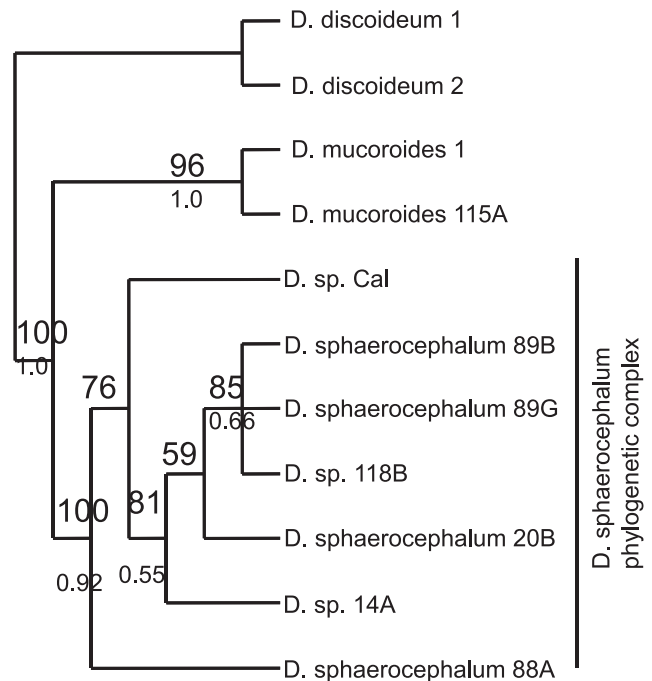 D. discoideum 1
D. discoideum 2
D. mucoroides 1
96
1.0
D. mucoroides 115A
D. sp. Cal
100
1.0
D. sphaerocephalum 89B
76
85
0.66
D. sphaerocephalum 89G
59
D. sp. 118B
100
81
D. sphaerocephalum 20B
0.92
0.55
D. sp. 14A
D. sphaerocephalum 88A
D. sphaerocephalum
phylogenetic complex